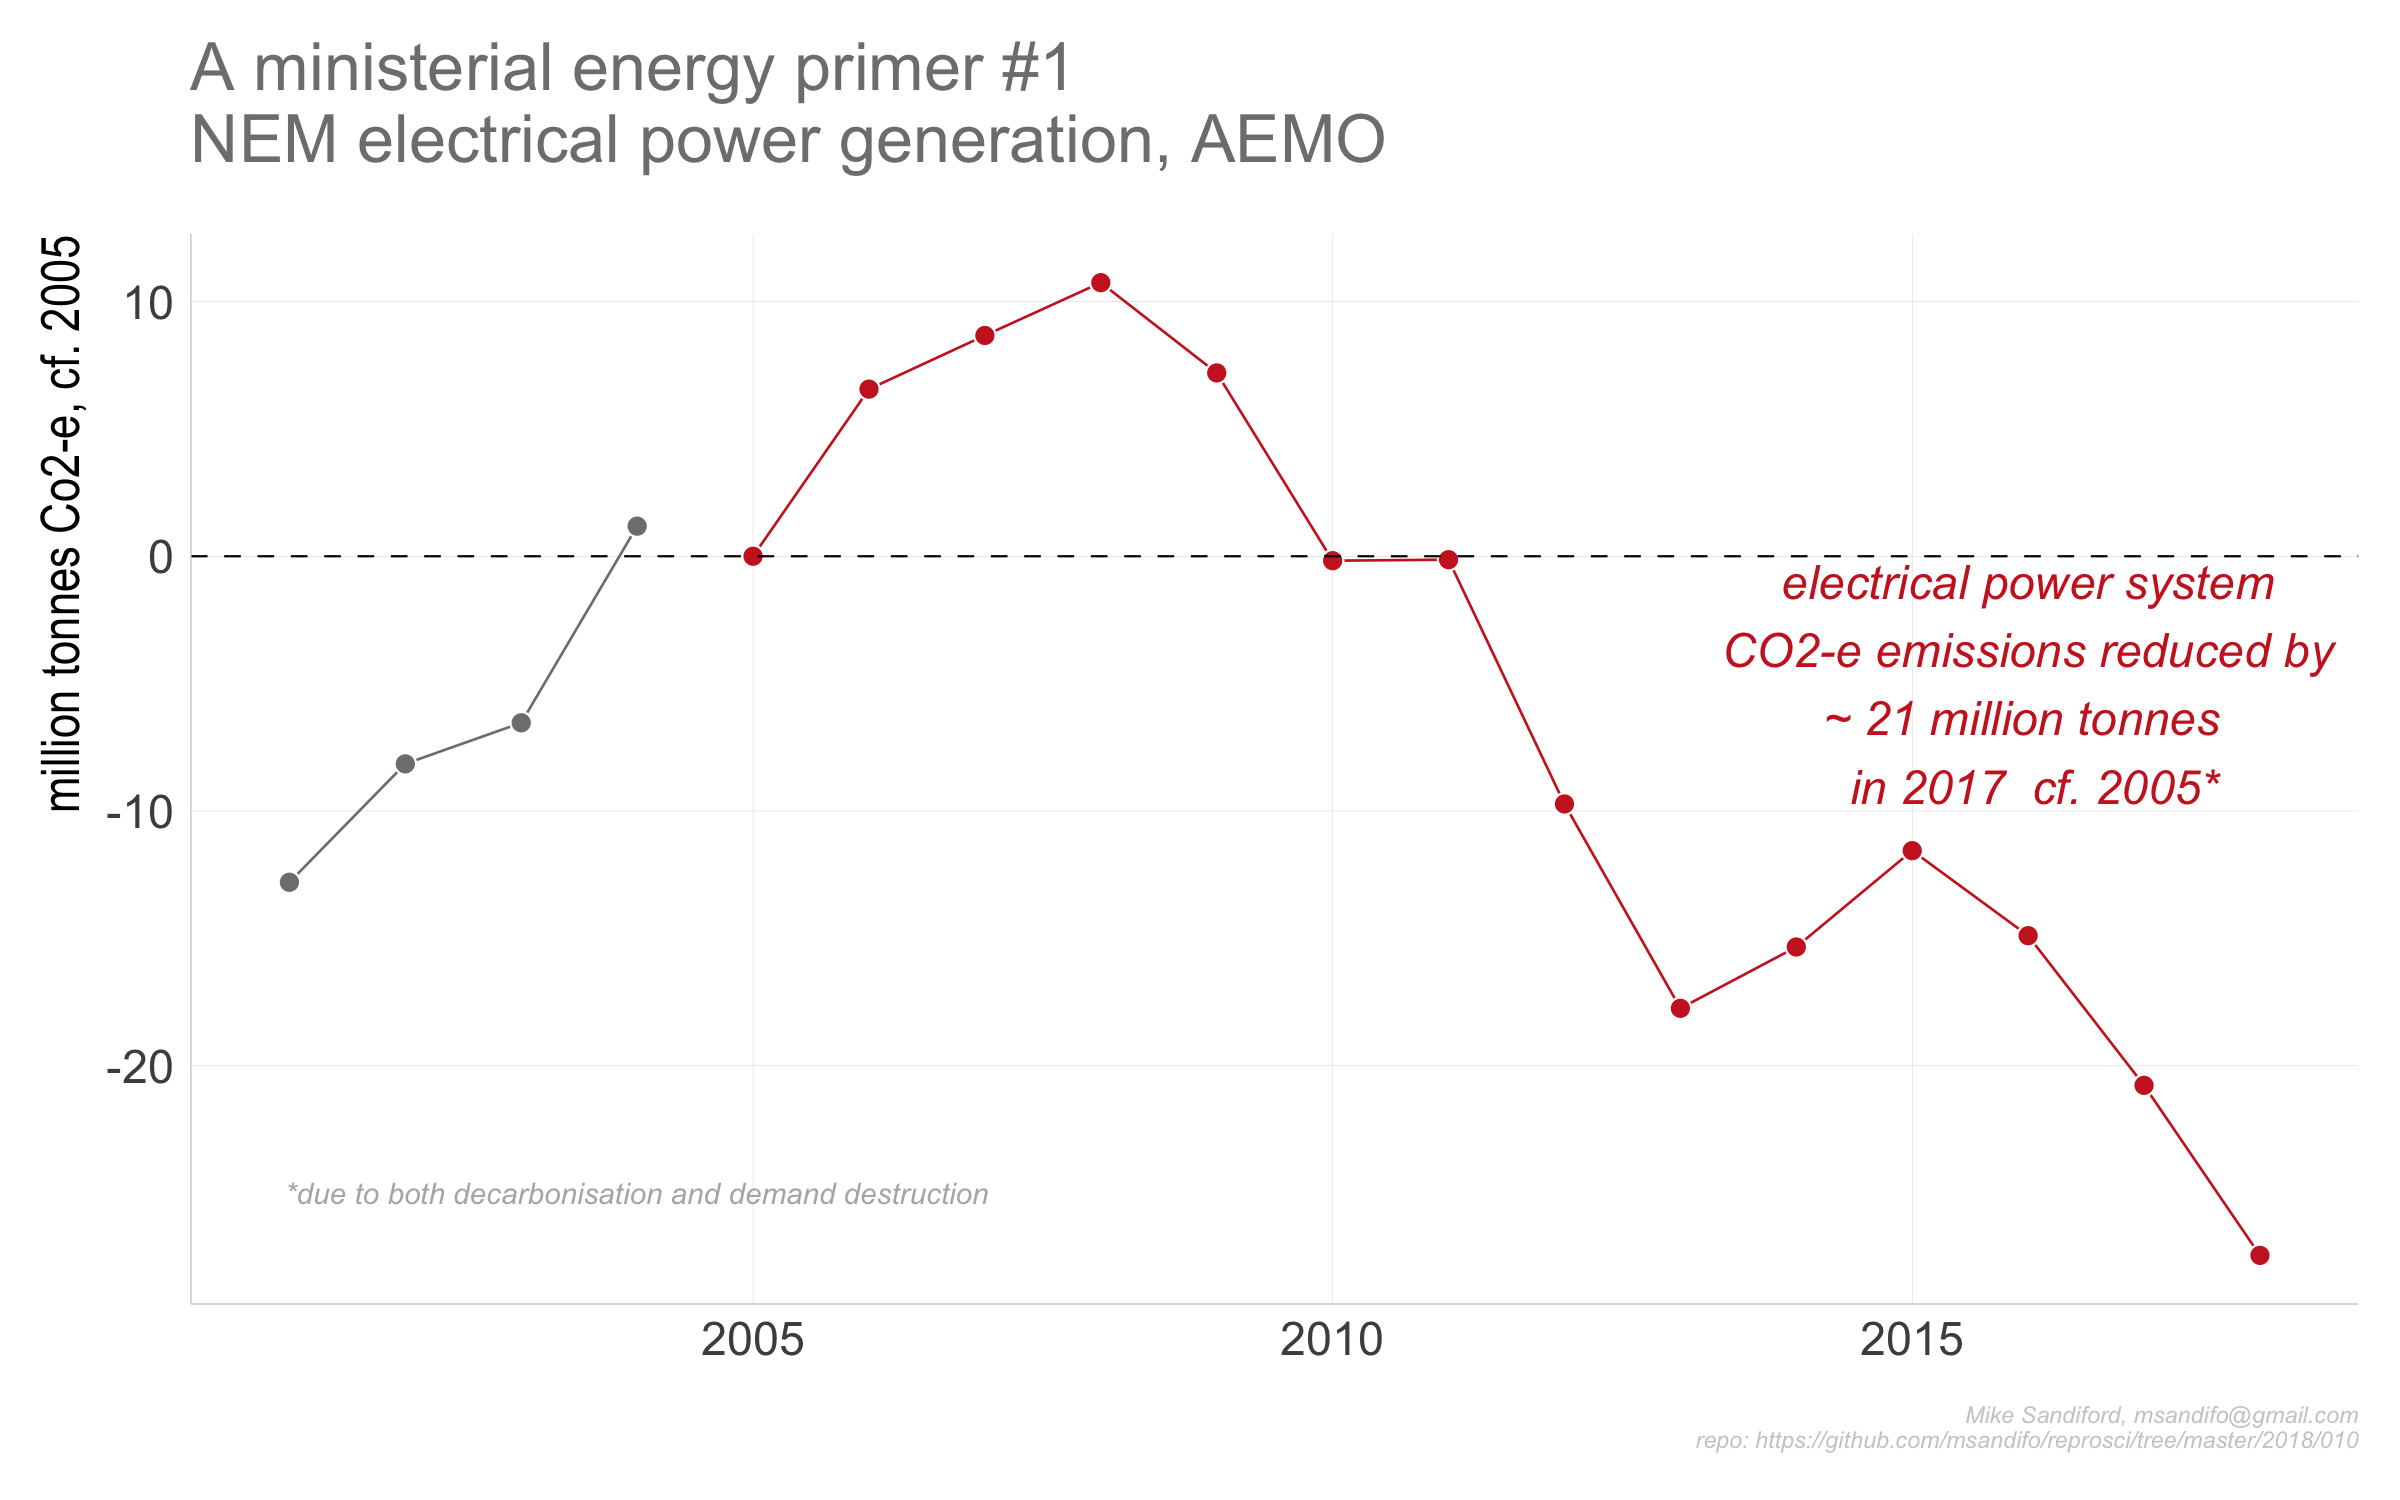 A ministerial energy primer #1
NEM electrical power generation, AEMO
million tonnes Co2-e, cf. 2005
10
0
-10
-20
electrical power system
CO2-e emissions reduced by
~ 21 million tonnes
in 2017  cf. 2005*
*due to both decarbonisation and demand destruction
2005
2010
2015
Mike Sandiford, msandifo@gmail.com
repo: https://github.com/msandifo/reprosci/tree/master/2018/010